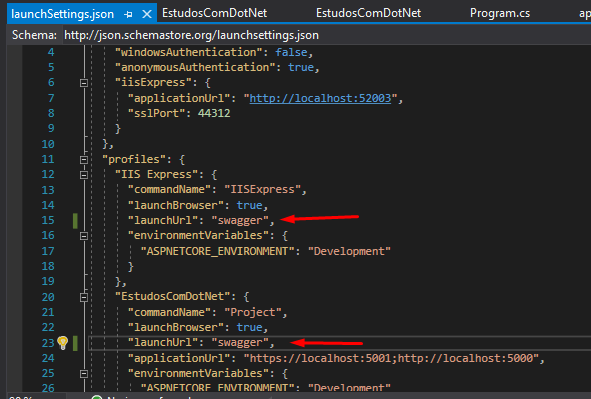 launchSettings.json EstudosComDotNet EstudosComDotNet Program.cs
Schema: http://json.schemastore.org/launchsettings.json
4 "windowsAuthentication": false,
5 "anonymousAuthentication": true,
6 "iisExpress": {
7 "applicationUrl": "http://localhost:52003",
8 "sslPort": 44312
9 }
10 },
11 "profiles": {
12 "IIS Express": {
13 "commandName": "IISExpress",
14 "launchBrowser": true,
15 "launchUrl": "swagger",
16 "environmentVariables": {
17 "ASPNETCORE_ENVIRONMENT": "Development"
18 }
19 },
20 "EstudosComDotNet": {
21 "commandName": "Project",
22 "launchBrowser": true,
23 "launchUrl": "swagger",
24 "applicationUrl": "https://localhost:5001;http://localhost:5000",
25 "environmentVariables": {
26 "ASPNETCORE_ENVIRONMENT": "Development"